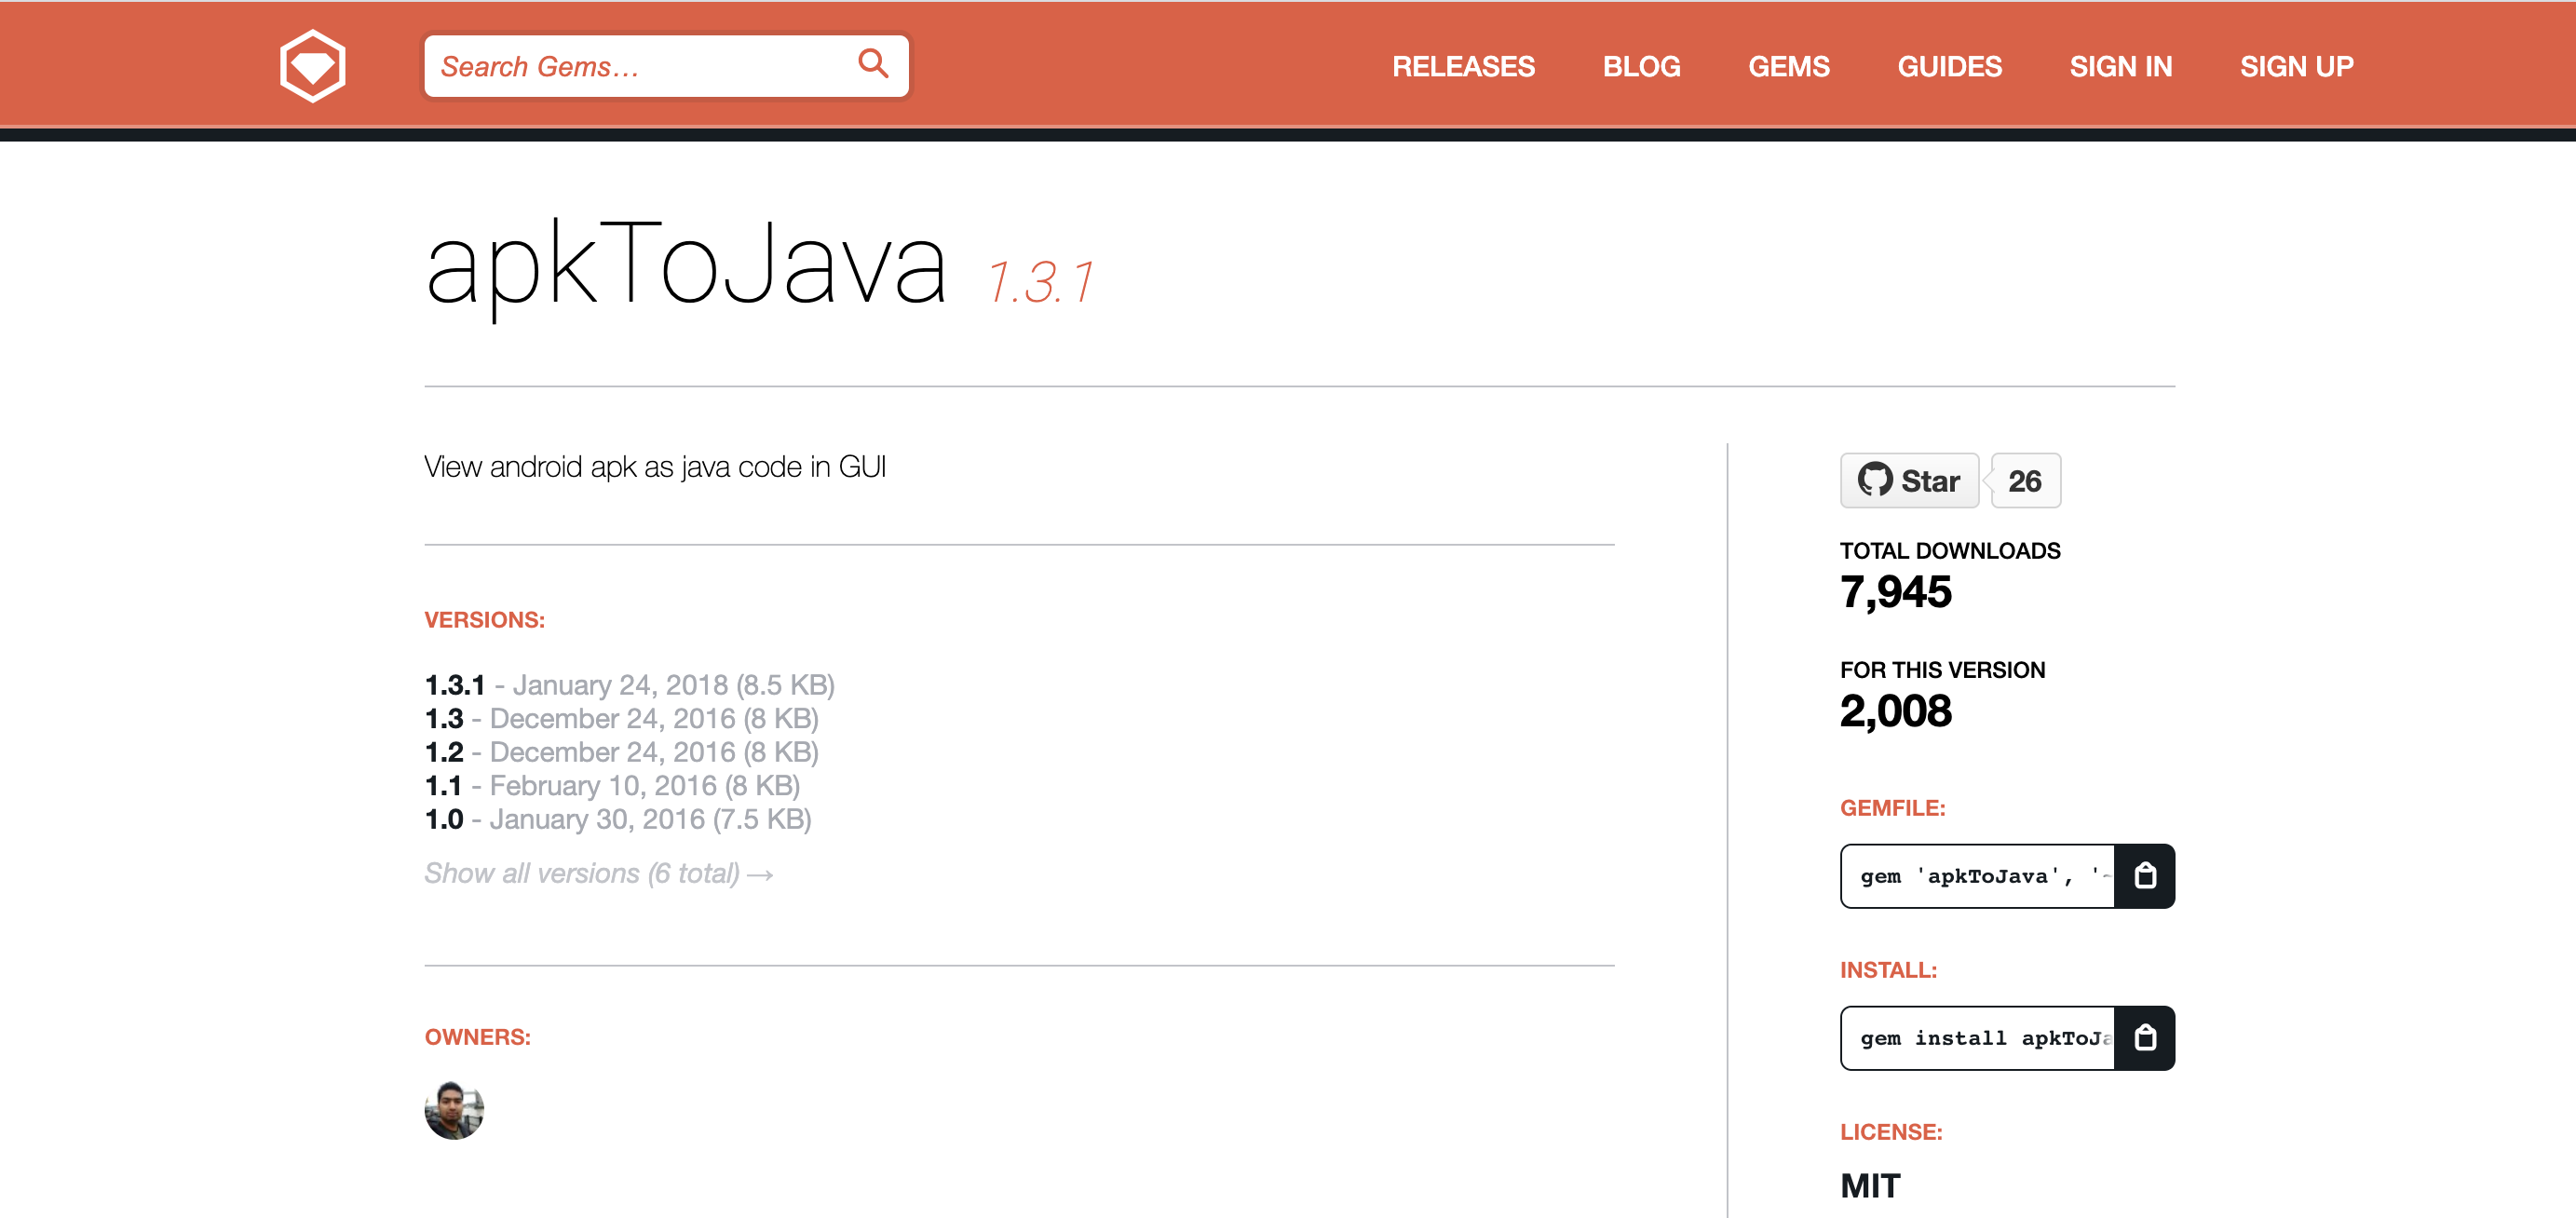 Search Gems…
RELEASES
BLOG
GEMS
GUIDES
SIGN IN
SIGN UP
apkToJava 1.3.1
View android apk as java code in GUI
VERSIONS:
1.3.1 - January 24, 2018 (8.5 KB)
1.3 - December 24, 2016 (8 KB)
1.2 - December 24, 2016 (8 KB)
1.1 - February 10, 2016 (8 KB)
1.0 - January 30, 2016 (7.5 KB)
Show all versions (6 total) →
OWNERS:
Star
26
TOTAL DOWNLOADS
7,945
FOR THIS VERSION
2,008
GEMFILE:
gem 'apkToJava', '~
INSTALL:
gem install apkToJa
LICENSE:
MIT